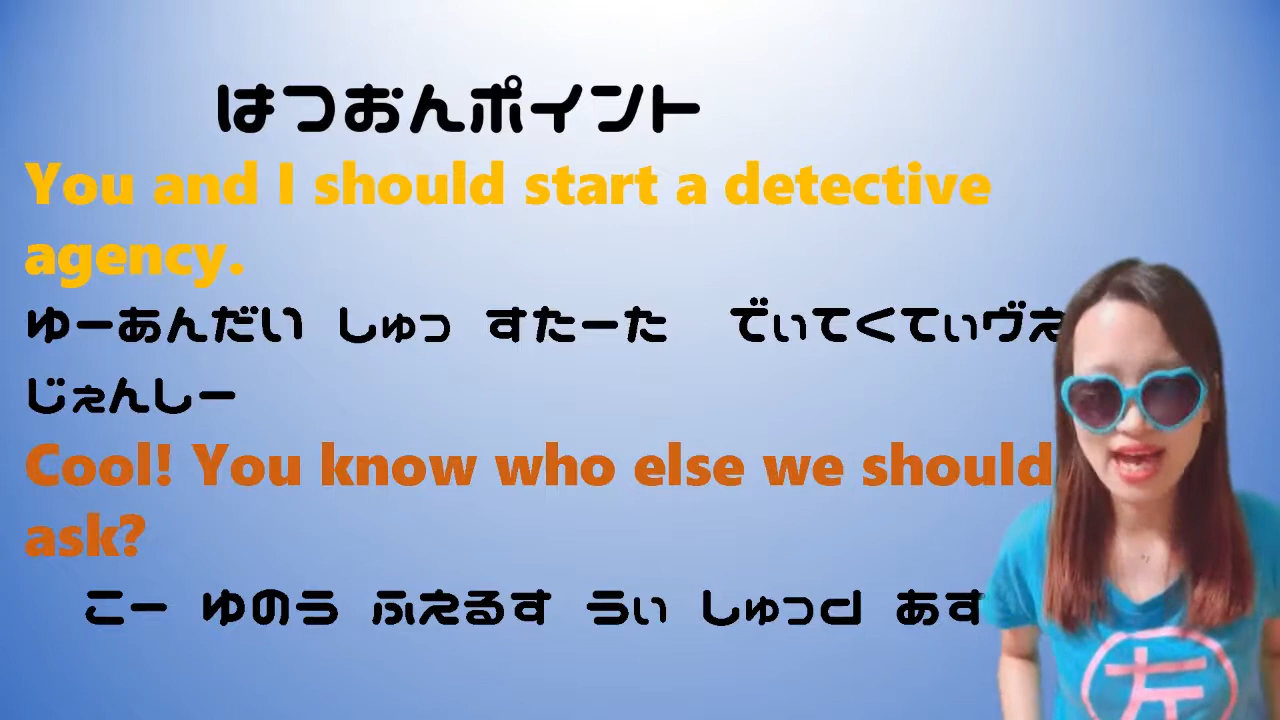 はつおんポイント
You and I should start a detective
agency.
ゆーあんだい しゅっ すたーた でぃてくてぃヴえ
じぇんしー
Cool! You know who else we should
ask?
こー ゆのう ふえるす うぃ しゅっd あす
左